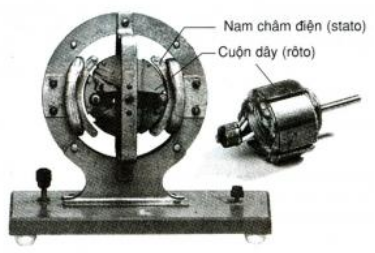 Nam châm điện (stato)
Cuộn dây (rôto)